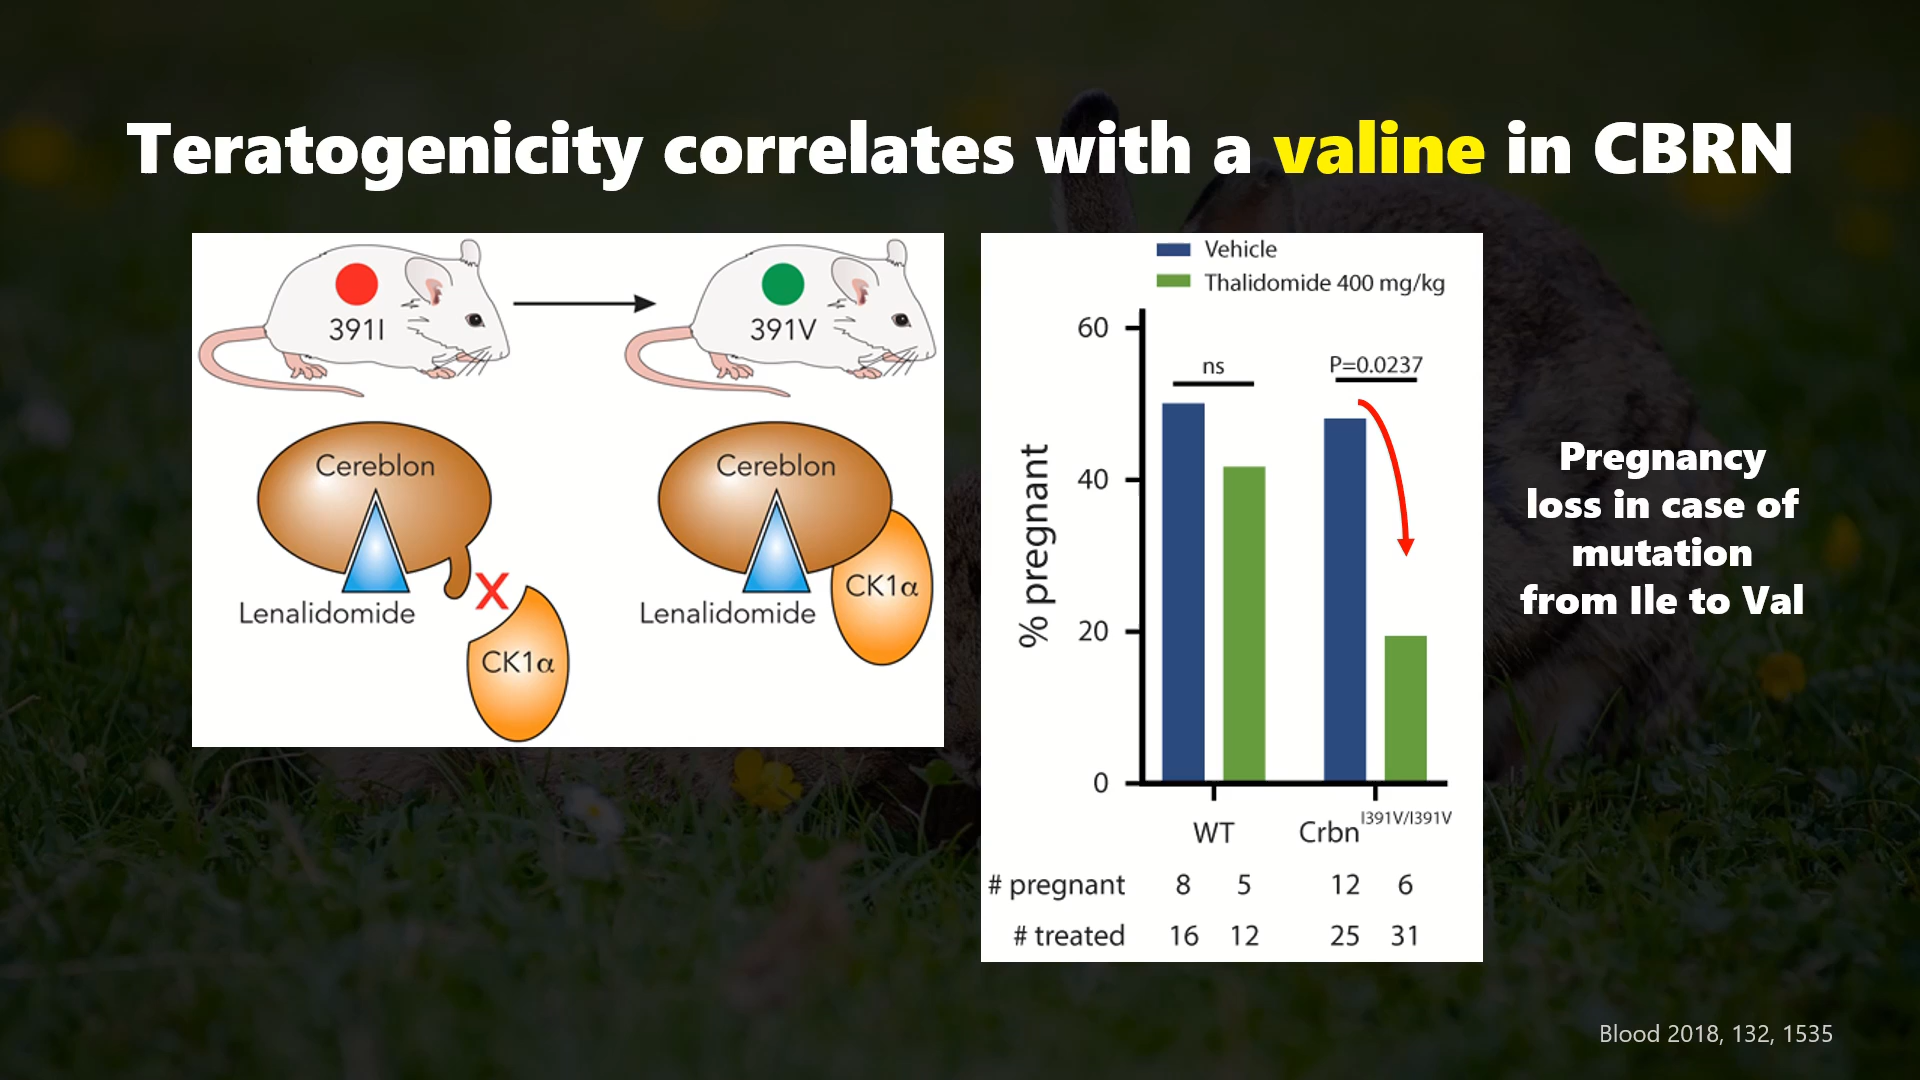 Teratogenicity correlates with a valine in CBRN
391I
391V
Cereblon
Cereblon
Lenalidomide
Lenalidomide
X
CK1α
CK1α
Vehicle
Thalidomide 400 mg/kg
% pregnant
60
40
20
0
ns
P=0.0237
WT
Crbn I391V/I391V
# pregnant 8 5 12 6
# treated 16 12 25 31
Pregnancy
loss in case of
mutation
from Ile to Val
Blood 2018, 132, 1535